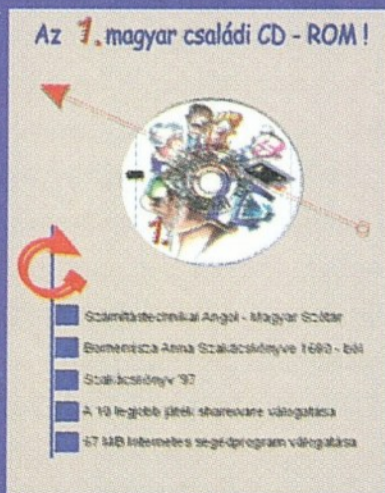 Az 1. magyar családi CD - ROM !
1.
Számítástechnikai Angol - Magyar Szótár
Bornemisza Anna Szakácskönyve 1680 - ból
Szakácskönyv '97
A 10 legjobb játék shareware válogatása
67 MB Internetes segédprogram válogatása